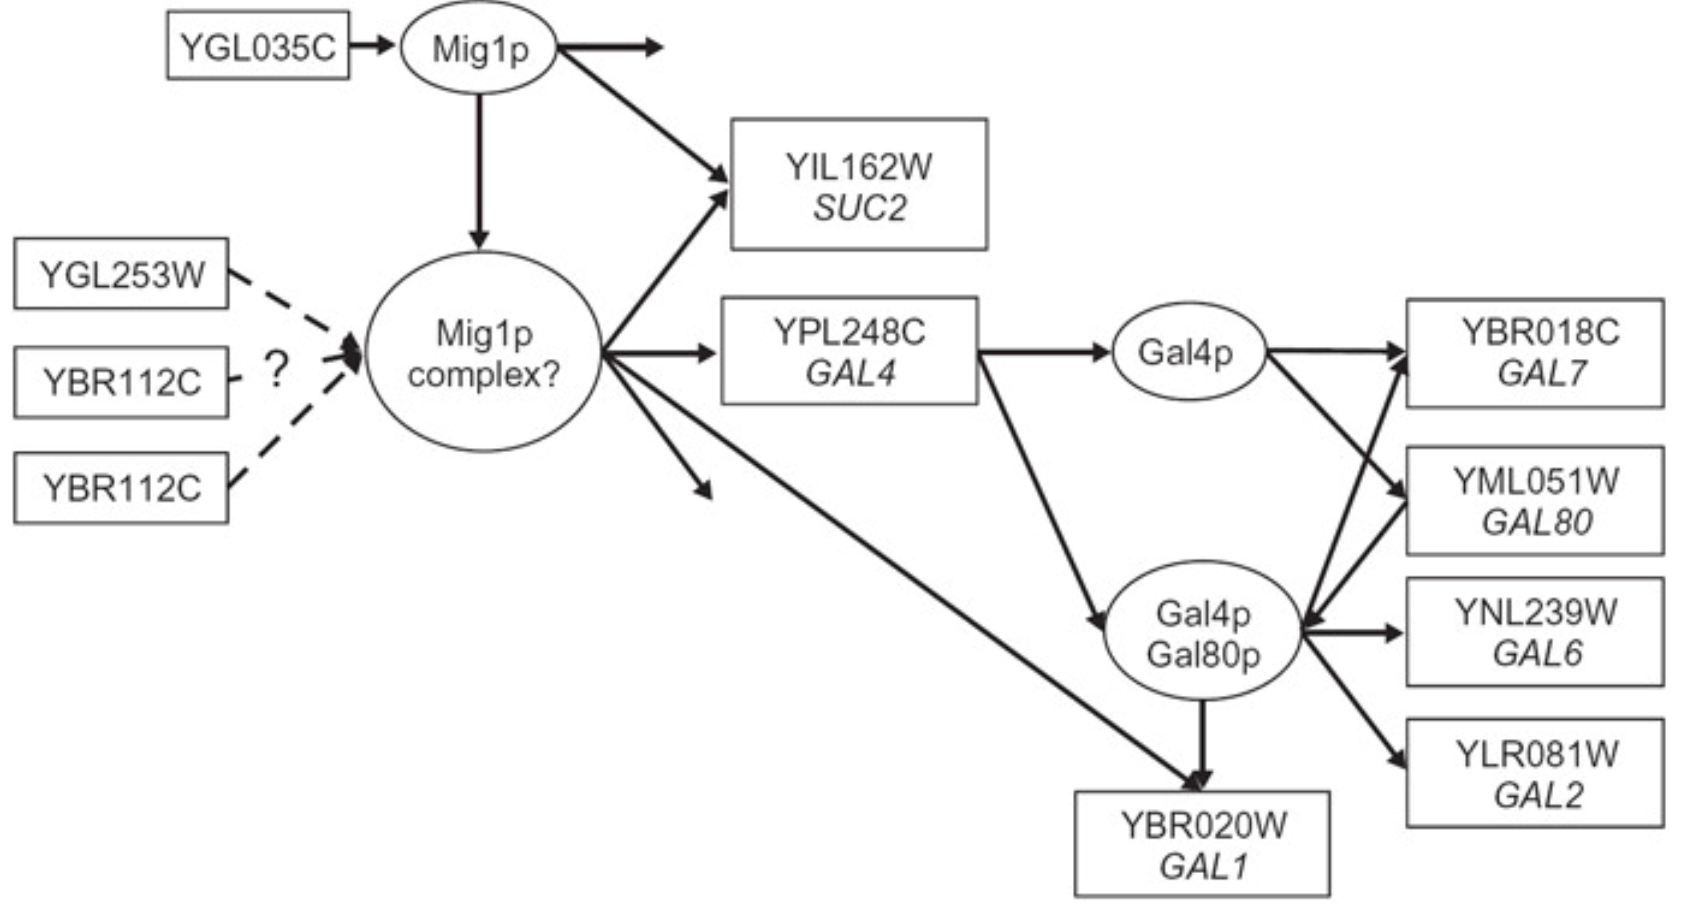 YGL035C
Mig1p
YIL162W
SUC2
YGL253W
YBR112C
?
YBR112C
Mig1p
complex?
YPL248C
GAL4
Gal4p
YBR018C
GAL7
YML051W
GAL80
Gal4p
Gal80p
YNL239W
GAL6
YLR081W
GAL2
YBR020W
GAL1